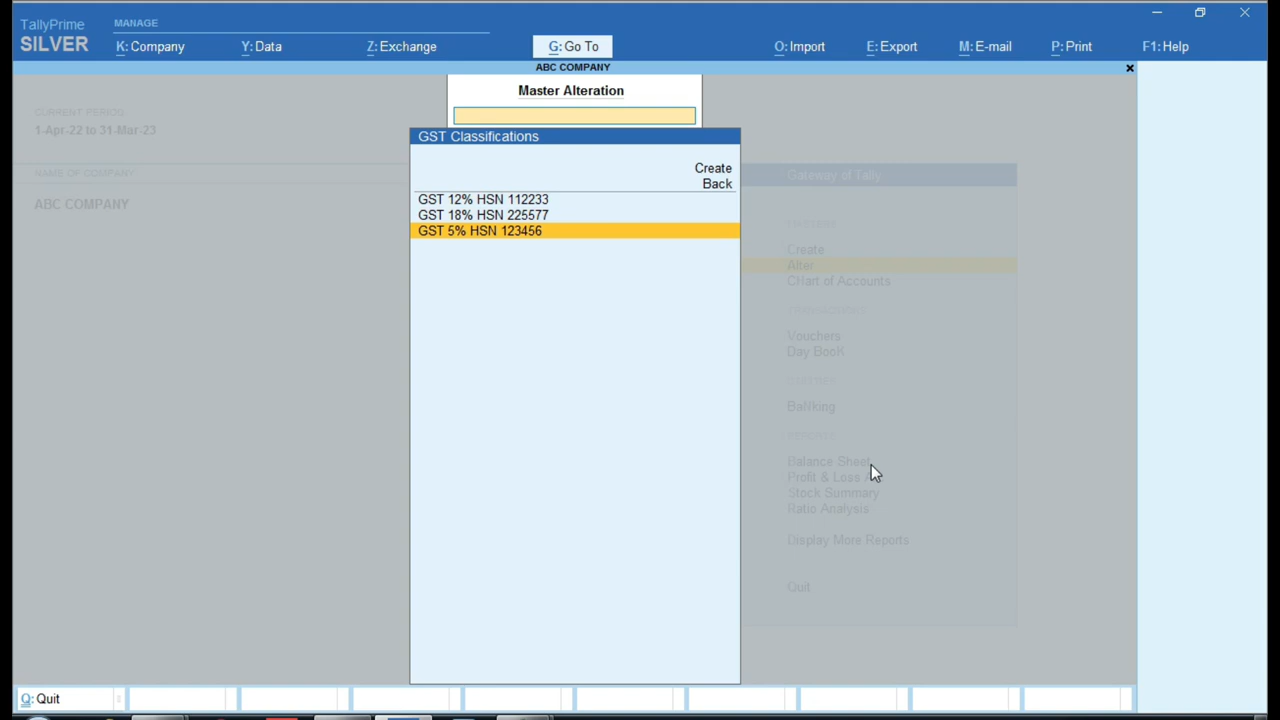 TallyPrime
SILVER
MANAGE
K: Company
Y: Data
Z: Exchange
G: Go To
O: Import
E: Export
M: E-mail
P: Print
F1: Help
ABC COMPANY
CURRENT PERIOD
1-Apr-22 to 31-Mar-23
NAME OF COMPANY
ABC COMPANY
Master Alteration
GST Classifications
Create
Back
GST 12% HSN 112233
GST 18% HSN 225577
GST 5% HSN 123456
Gateway of Tally
Create
Alter
CHart of Accounts
Vouchers
Day BooK
BaNking
Balance Sheet
Profit & Loss
Stock Summary
Ratio Analysis
Display More Reports
Quit
Q: Quit